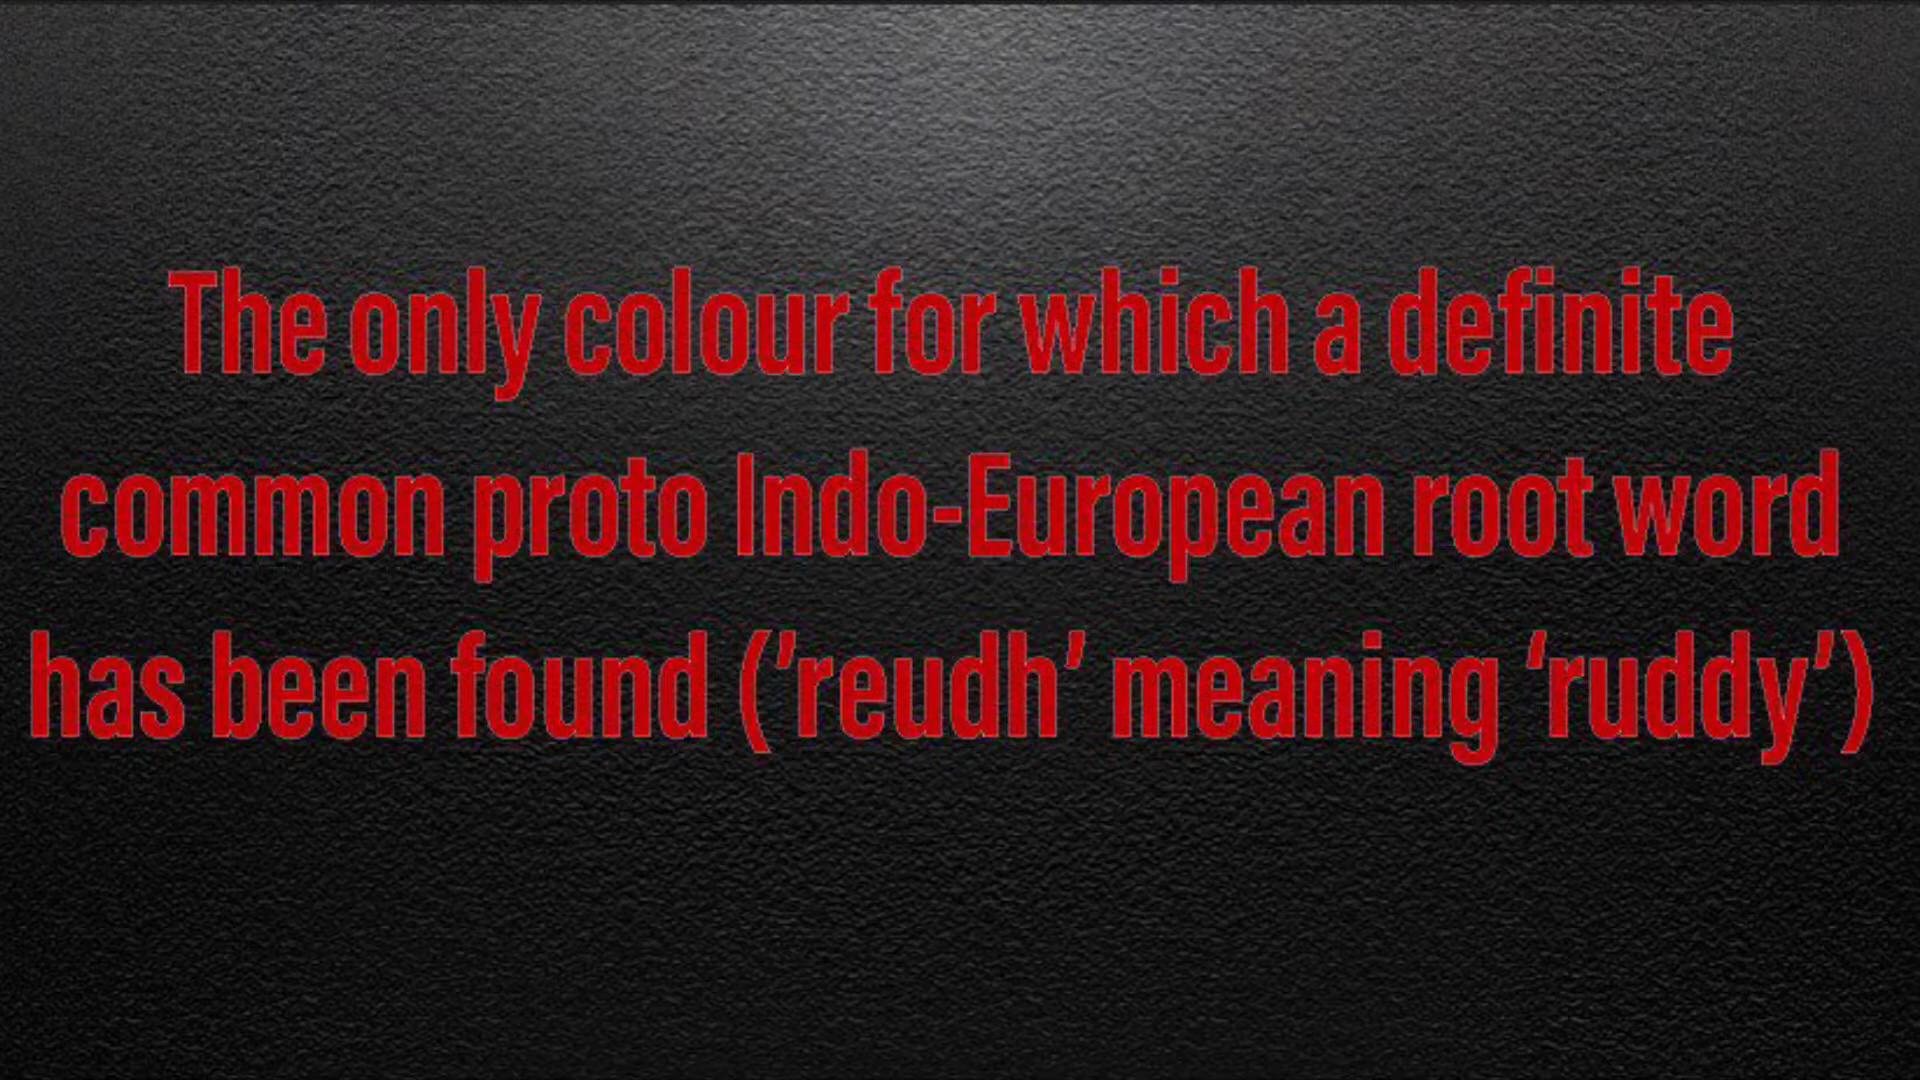 The only colour for which a definite
common proto Indo-European root word
has been found (’reudh’ meaning ‘ruddy’)